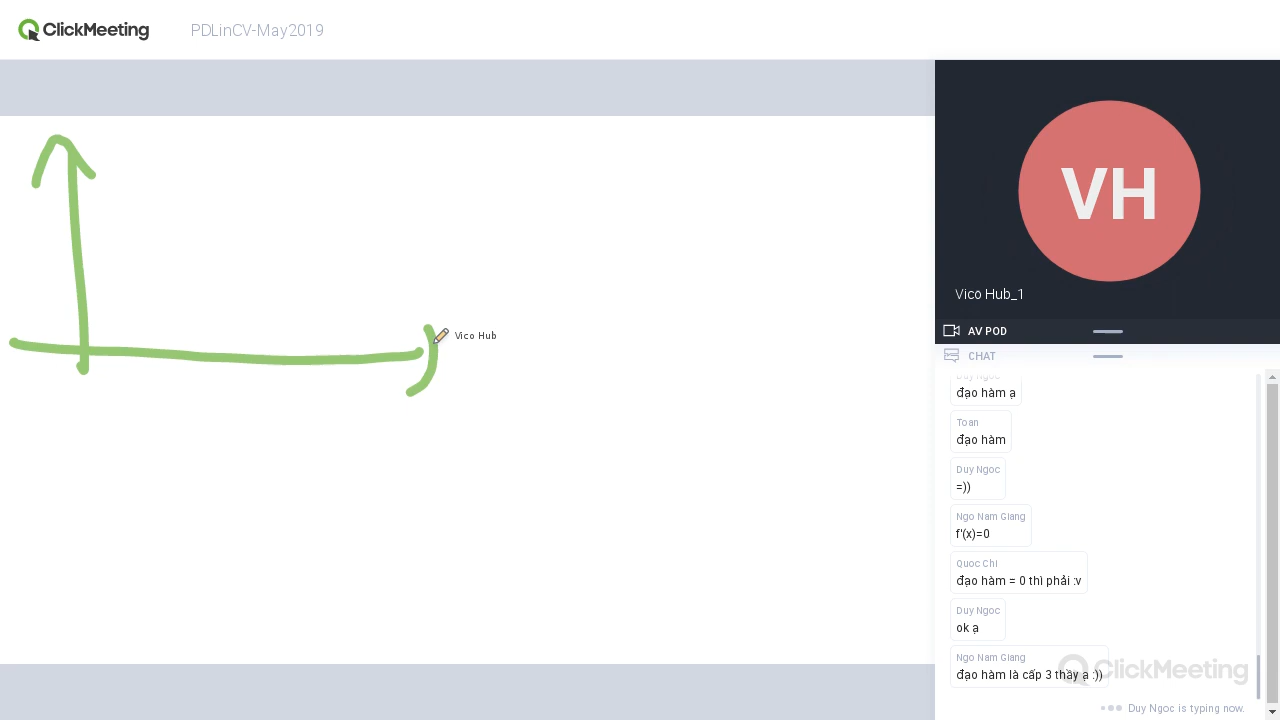 ClickMeeting
PDLinCV-May2019
VH
Vico Hub_1
AV POD
Vico Hub
CHAT
Duy Ngoc
đạo hàm ạ
Toan
đạo hàm
Duy Ngoc
=))
Ngo Nam Giang
f'(x)=0
Quoc Chi
đạo hàm = 0 thì phải :v
Duy Ngoc
ok ạ
Ngo Nam Giang
đạo hàm là cấp 3 thầy ạ :))
ClickMeeting
Duy Ngoc is typing now.